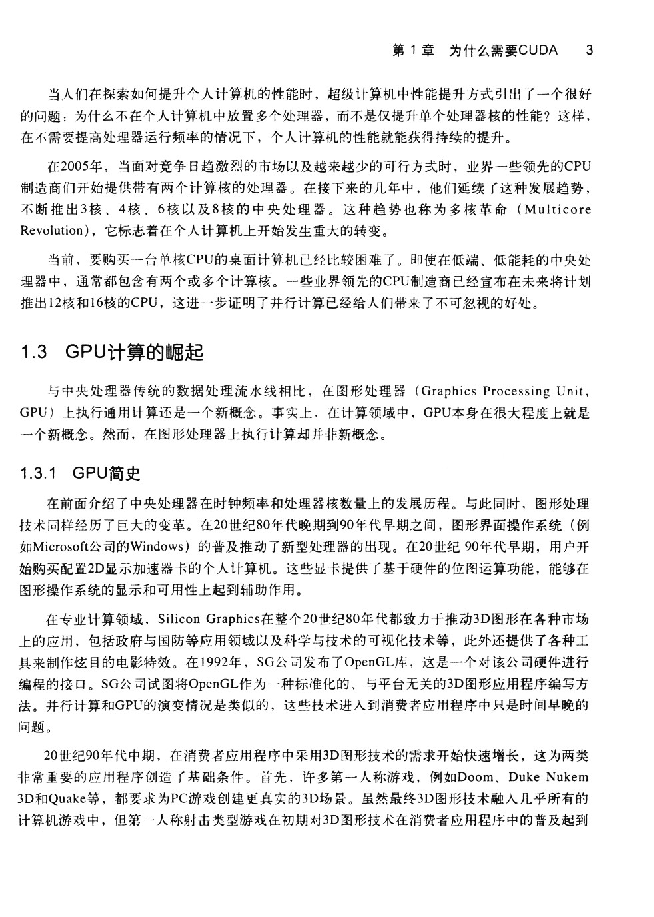 第 1 章 为什么需要CUDA 3
当人们在探索如何提升个人计算机的性能时，超级计算机中性能提升方式引出了一个很好
的问题：为什么不在个人计算机中放置多个处理器，而不是仅提升单个处理器核的性能？这样，
在不需要提高处理器运行频率的情况下，个人计算机的性能就能获得持续的提升。
在2005年，当面对竞争日趋激烈的市场以及越来越少的可行方式时，业界一些领先的CPU
制造商们开始提供带有两个计算核的处理器。在接下来的几年中，他们延续了这种发展趋势，
不断推出3核、4核、6核以及8核的中央处理器。这种趋势也称为多核革命（Multicore
Revolution），它标志着在个人计算机上开始发生重大的转变。
当前，要购买一台单核CPU的桌面计算机已经比较困难了。即使在低端、低能耗的中央处
理器中，通常都包含有两个或多个计算核。一些业界领先的CPU制造商已经宣布在未来将计划
推出12核和16核的CPU，这进一步证明了并行计算已经给人们带来了不可忽视的好处。
1.3 GPU计算的崛起
与中央处理器传统的数据处理流水线相比，在图形处理器（Graphics Processing Unit，
GPU）上执行通用计算还是一个新概念。事实上，在计算领域中，GPU本身在很大程度上就是
一个新概念。然而，在图形处理器上执行计算却并非新概念。
1.3.1 GPU简史
在前面介绍了中央处理器在时钟频率和处理器核数量上的发展历程。与此同时，图形处理
技术同样经历了巨大的变革。在20世纪80年代晚期到90年代早期之间，图形界面操作系统（例
如Microsoft公司的Windows）的普及推动了新型处理器的出现。在20世纪 90年代早期，用户开
始购买配置2D显示加速器卡的个人计算机。这些显卡提供了基于硬件的位图运算功能，能够在
图形操作系统的显示和可用性上起到辅助作用。
在专业计算领域，Silicon Graphics在整个20世纪80年代都致力于推动3D图形在各种市场
上的应用，包括政府与国防等应用领域以及科学与技术的可视化技术等，此外还提供了各种工
具来制作炫目的电影特效。在1992年，SG公司发布了OpenGL库，这是一个对该公司硬件进行
编程的接口。SG公司试图将OpenGL作为一种标准化的、与平台无关的3D图形应用程序编写方
法。并行计算和GPU的演变情况是类似的，这些技术进入到消费者应用程序中只是时间早晚的
问题。
20世纪90年代中期，在消费者应用程序中采用3D图形技术的需求开始快速增长，这为两类
非常重要的应用程序创造了基础条件。首先，许多第一人称游戏，例如Doom、Duke Nukem
3D和Quake等，都要求为PC游戏创建更真实的3D场景。虽然最终3D图形技术融入几乎所有的
计算机游戏中，但第一人称射击类型游戏在初期对3D图形技术在消费者应用程序中的普及起到